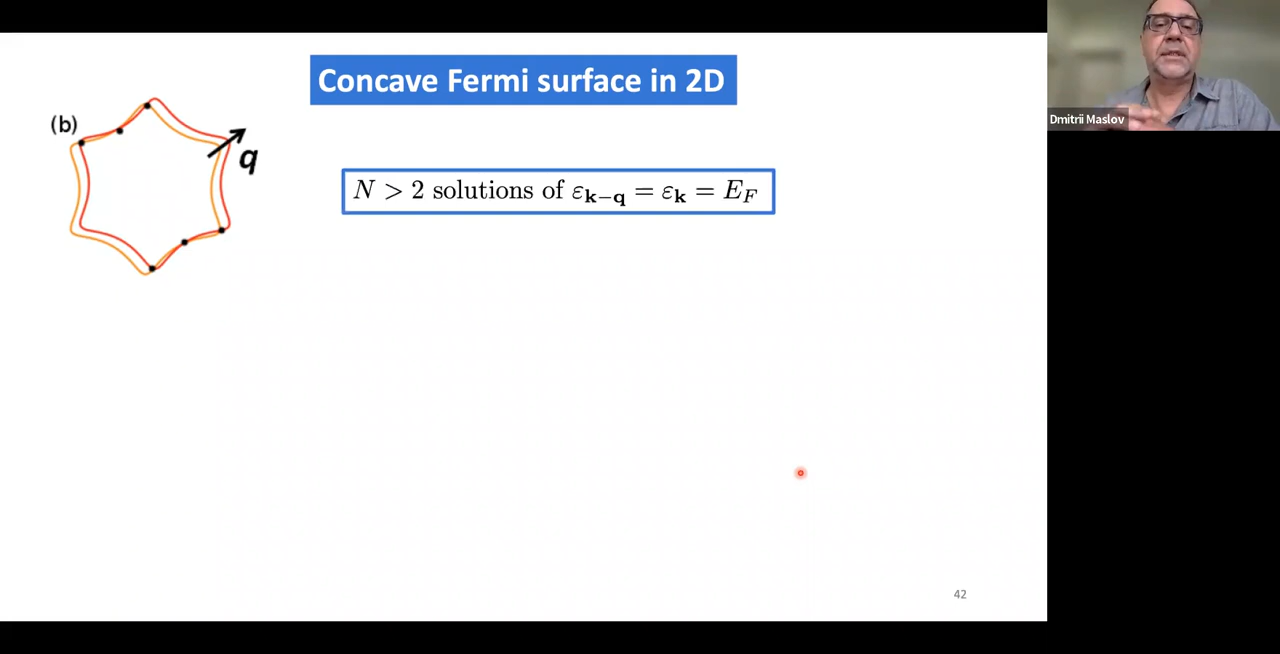 Concave Fermi surface in 2D
(b)
q
N > 2 solutions of ε_{k−q} = ε_k = E_F
42
Dmitrii Maslov